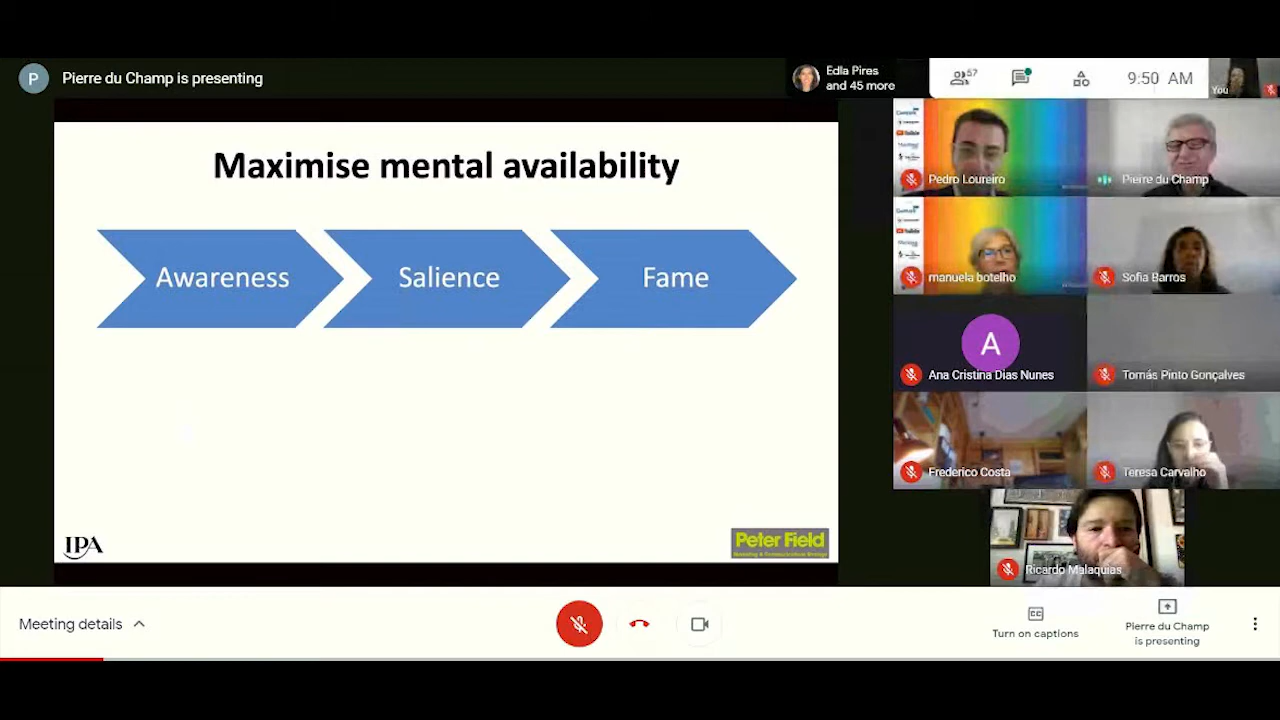 P
Pierre du Champ is presenting
Edla Pires
and 45 more
57
9:50 AM
You
Maximise mental availability
Awareness
Salience
Fame
IPA
Peter Field
Pedro Loureiro
Pierre du Champ
manuela botelho
Sofia Barros
A
Ana Cristina Dias Nunes
Tomás Pinto Gonçalves
Frederico Costa
Teresa Carvalho
Ricardo Malaquias
Meeting details
CC
Turn on captions
Pierre du Champ
is presenting